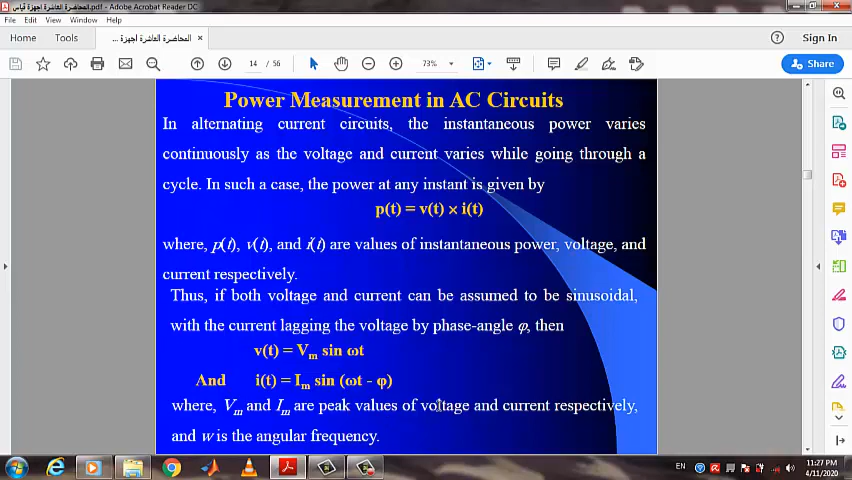 المحاضرة العاشرة اجهزة قياس.pdf - Adobe Acrobat Reader DC
File Edit View Window Help
Home Tools المحاضرة العاشرة اجهزة ... × Sign In
14 / 56 73% Share
Power Measurement in AC Circuits
In alternating current circuits, the instantaneous power varies
continuously as the voltage and current varies while going through a
cycle. In such a case, the power at any instant is given by
p(t) = v(t) × i(t)
where, p(t), v(t), and i(t) are values of instantaneous power, voltage, and
current respectively.
Thus, if both voltage and current can be assumed to be sinusoidal,
with the current lagging the voltage by phase-angle φ, then
v(t) = Vm sin ωt
And i(t) = Im sin (ωt - φ)
where, Vm and Im are peak values of voltage and current respectively,
and w is the angular frequency.
EN 11:27 PM
4/11/2020